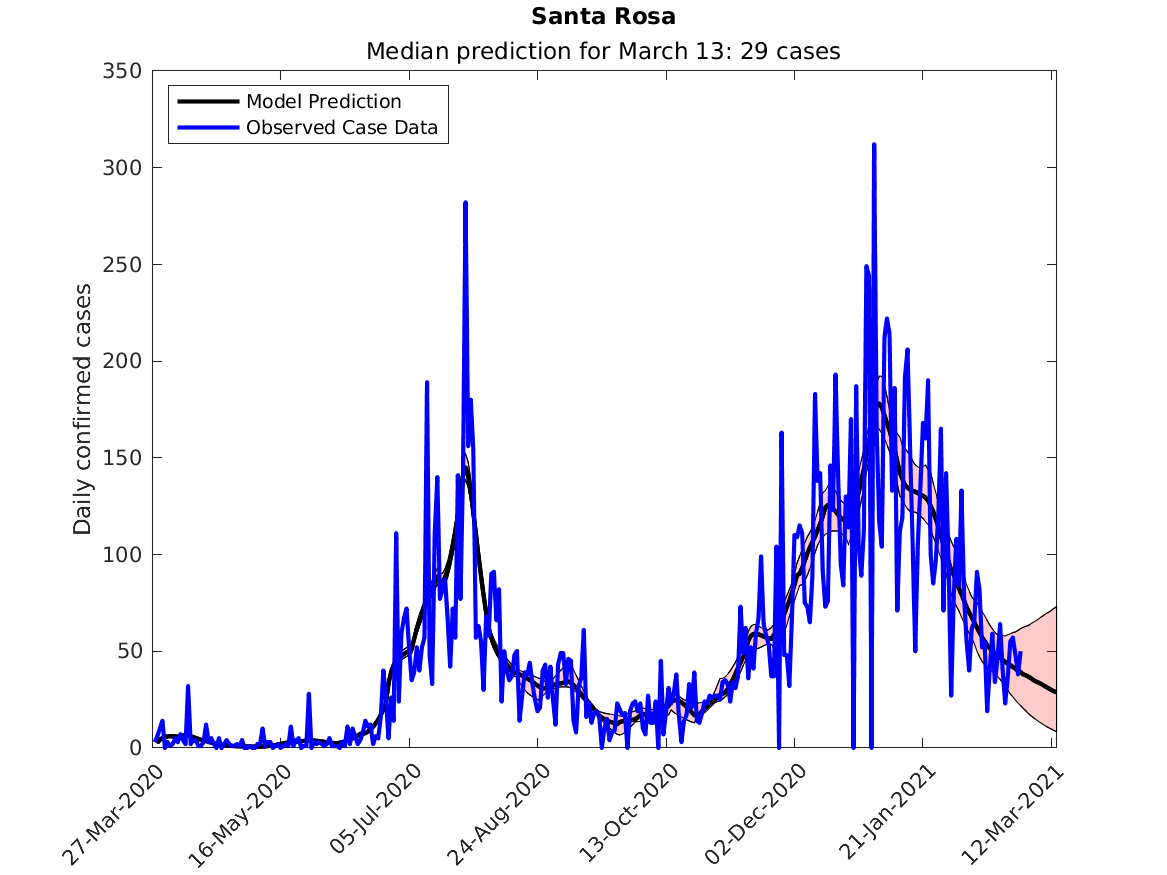 Santa Rosa
Median prediction for March 13: 29 cases
Model Prediction
Observed Case Data
Daily confirmed cases
350
300
250
200
150
100
50
0
27-Mar-2020
16-May-2020
05-Jul-2020
24-Aug-2020
13-Oct-2020
02-Dec-2020
21-Jan-2021
12-Mar-2021